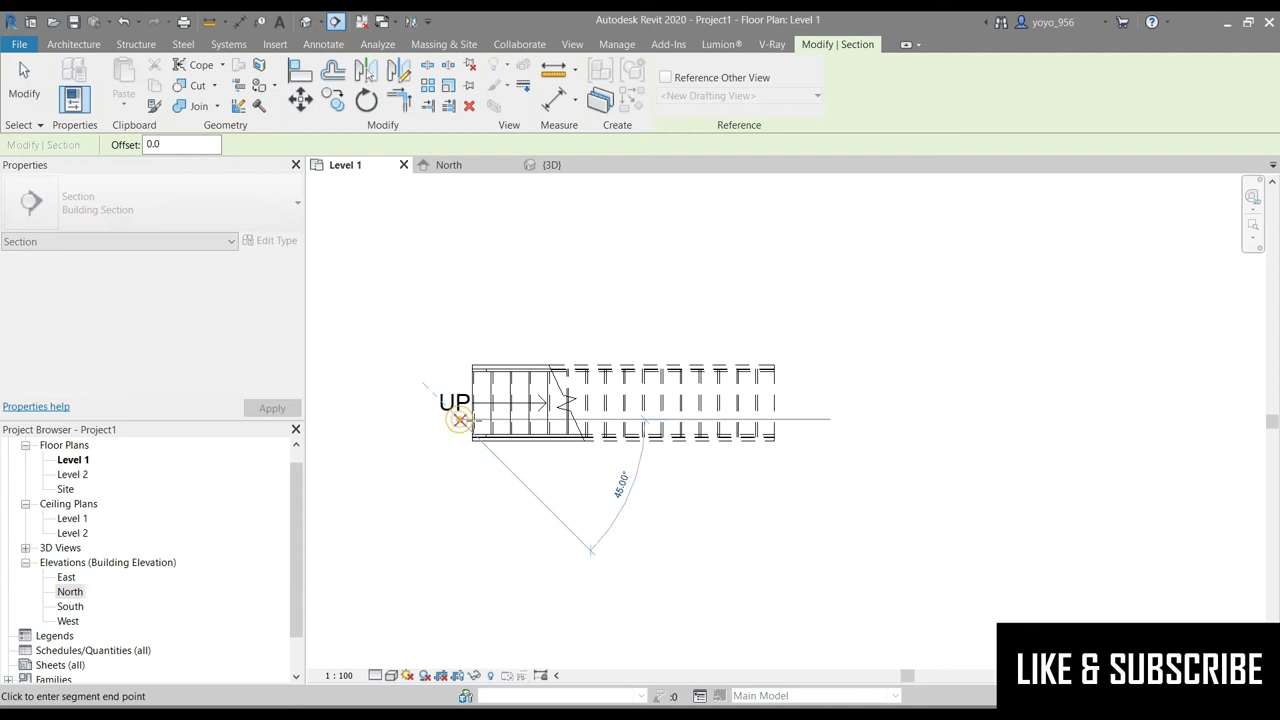 Autodesk Revit 2020 - Project1 - Floor Plan: Level 1
yoyo_956
File
Architecture
Structure
Steel
Systems
Insert
Annotate
Analyze
Massing & Site
Collaborate
View
Manage
Add-Ins
Lumion®
V-Ray
Modify | Section
Modify
Paste
Cope
Cut
Join
Reference Other View
<New Drafting View>
Select
Properties
Clipboard
Geometry
Modify
View
Measure
Create
Reference
Modify | Section
Offset:
0.0
Properties
Level 1
North
{3D}
Section
Building Section
Section
Edit Type
UP
45.00°
Properties help
Apply
Project Browser - Project1
Floor Plans
Level 1
Level 2
Site
Ceiling Plans
Level 1
Level 2
3D Views
Elevations (Building Elevation)
East
North
South
West
Legends
Schedules/Quantities (all)
Sheets (all)
Families
1 : 100
Click to enter segment end point
:0
Main Model
LIKE & SUBSCRIBE